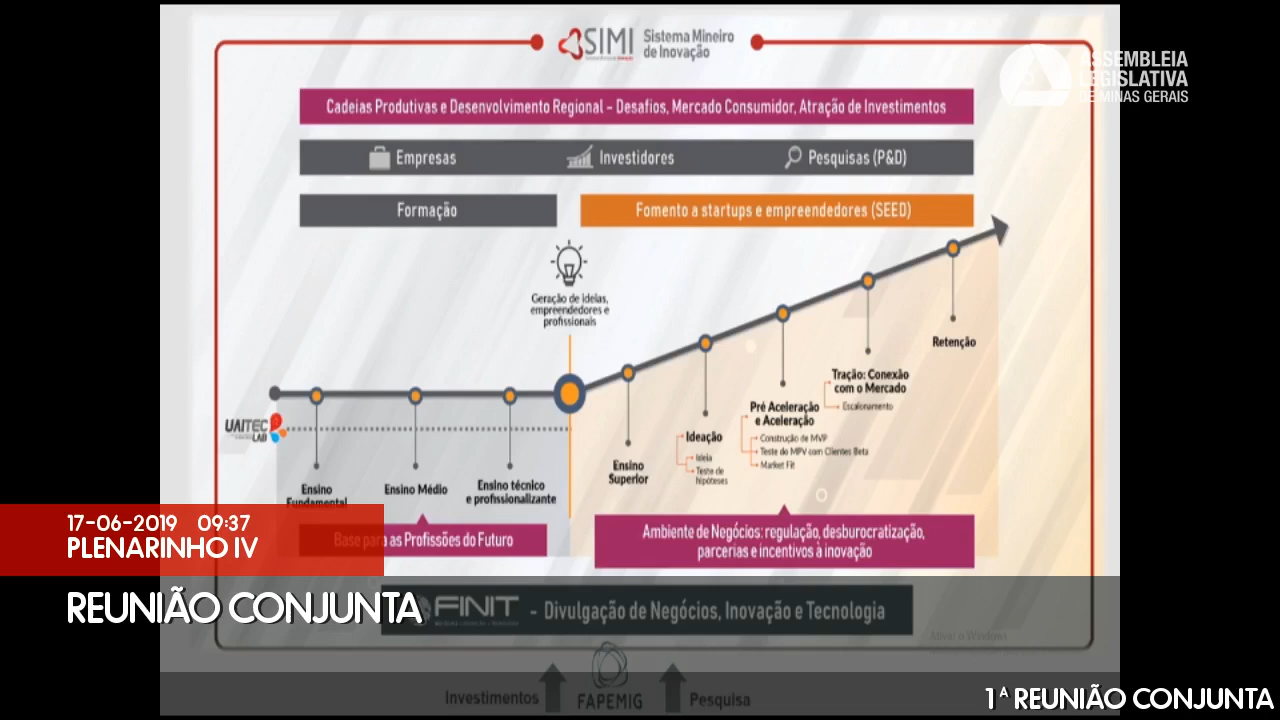 SIMI
Sistema Mineiro
de Inovação
ASSEMBLEIA
LEGISLATIVA
DE MINAS GERAIS
Cadeias Produtivas e Desenvolvimento Regional – Desafios, Mercado Consumidor, Atração de Investimentos
Empresas
Investidores
Pesquisas (P&D)
Formação
Fomento a startups e empreendedores (SEED)
Geração de ideias,
empreendedores e
profissionais
Retenção
Tração: Conexão
com o Mercado
Escalonamento
Pré Aceleração
e Aceleração
Construção de MVP
Teste do MPV com Clientes Beta
Market Fit
Ideação
Ideia
Teste de
hipóteses
Ensino
Superior
UAITEC
LAB
Ensino
Fundamental
Ensino Médio
Ensino técnico
e profissionalizante
Base para as Profissões do Futuro
Ambiente de Negócios: regulação, desburocratização,
parcerias e incentivos à inovação
17-06-2019 09:37
PLENARINHO IV
REUNIÃO CONJUNTA
FINIT – Divulgação de Negócios, Inovação e Tecnologia
Ativar o Windows
Investimentos
FAPEMIG
Pesquisa
1ª REUNIÃO CONJUNTA